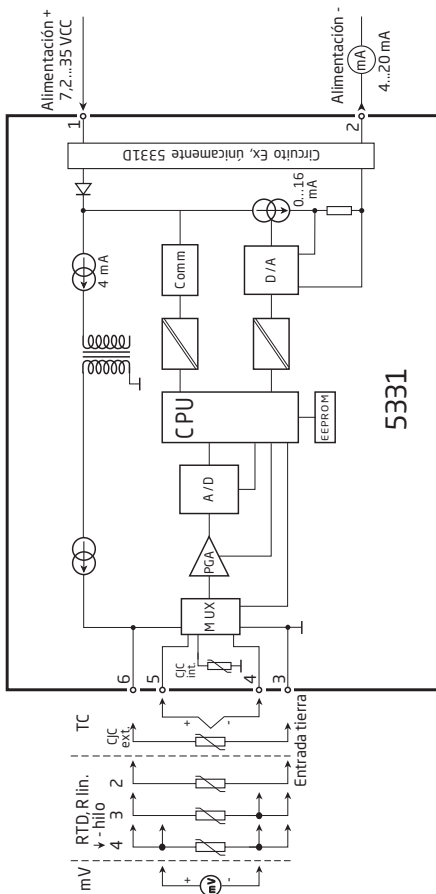 Alimentación +
7,2...35 VCC
Alimentación -
mA
4...20 mA
1
2
Circuito Ex, únicamente 5331D
4 mA
0...16
mA
Comm
D/A
CPU
EEPROM
5331
A/D
PGA
MUX
CJC
int.
6
5
4
3
TC
CJC
ext.
+
-
Entrada tierra
RTD, R lin.
- hilo
2
3
4
mV
+
-
mV